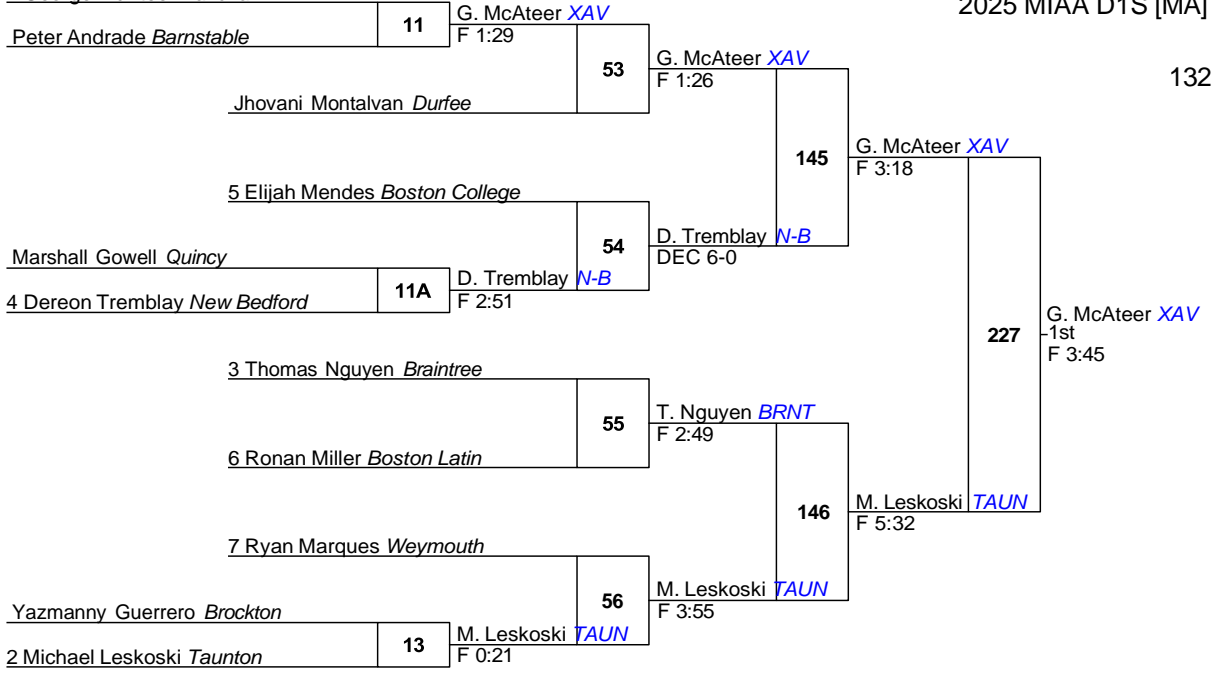 2025 MIAA D1S [MA]
132
11
G. McAteer XAV
F 1:29
Peter Andrade Barnstable
53
G. McAteer XAV
F 1:26
Jhovani Montalvan Durfee
145
G. McAteer XAV
F 3:18
5 Elijah Mendes Boston College
54
D. Tremblay N-B
DEC 6-0
Marshall Gowell Quincy
11A
D. Tremblay N-B
F 2:51
4 Dereon Tremblay New Bedford
227
G. McAteer XAV
1st
F 3:45
3 Thomas Nguyen Braintree
55
T. Nguyen BRNT
F 2:49
6 Ronan Miller Boston Latin
146
M. Leskoski TAUN
F 5:32
7 Ryan Marques Weymouth
56
M. Leskoski TAUN
F 3:55
Yazmanny Guerrero Brockton
13
M. Leskoski TAUN
F 0:21
2 Michael Leskoski Taunton